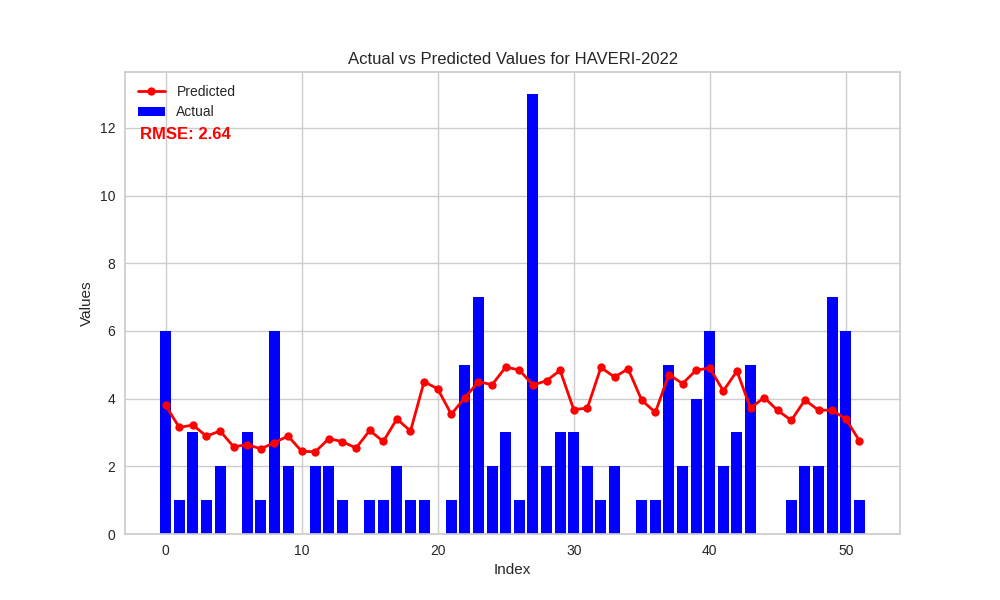 Actual vs Predicted Values for HAVERI-2022
Predicted
Actual
RMSE: 2.64
Values
12
10
8
6
4
2
0
0 10 20 30 40 50
Index